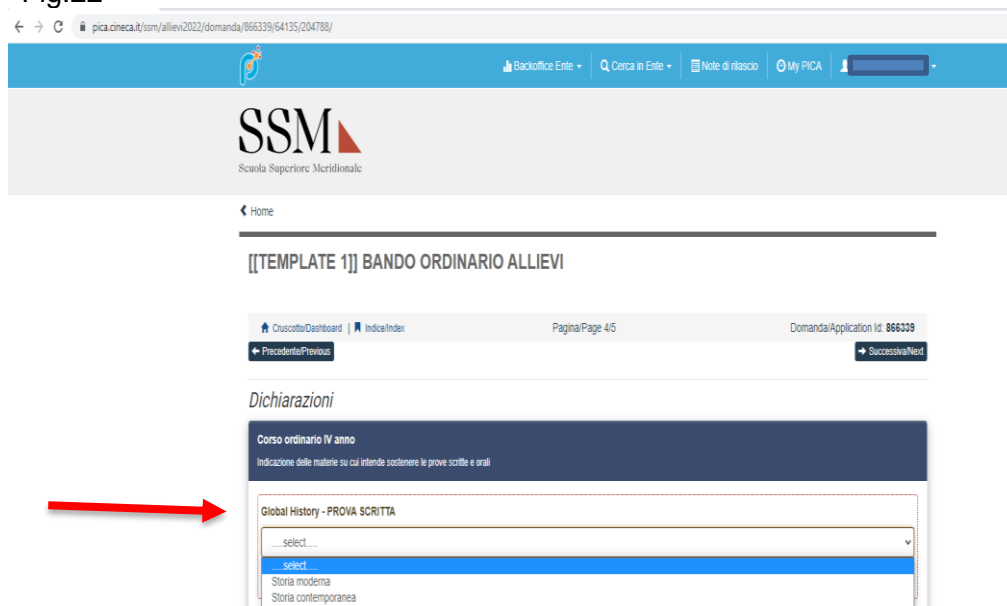 Fig.22
pica.cineca.it/ssm/allievi2022/domanda/866339/64135/204788/
Backoffice Ente Cerca in Ente Note di rilascio My PICA
SSM
Scuola Superiore Meridionale
Home
[[TEMPLATE 1]] BANDO ORDINARIO ALLIEVI
Cruscotto/Dashboard | Indice/Index Pagina/Page 4/5 Domanda/Application Id: 866339
Precedente/Previous Successiva/Next
Dichiarazioni
Corso ordinario IV anno
Indicazione delle materie su cui intende sostenere le prove scritte e orali
Global History - PROVA SCRITTA
.....select.....
.....select.....
Storia moderna
Storia contemporanea